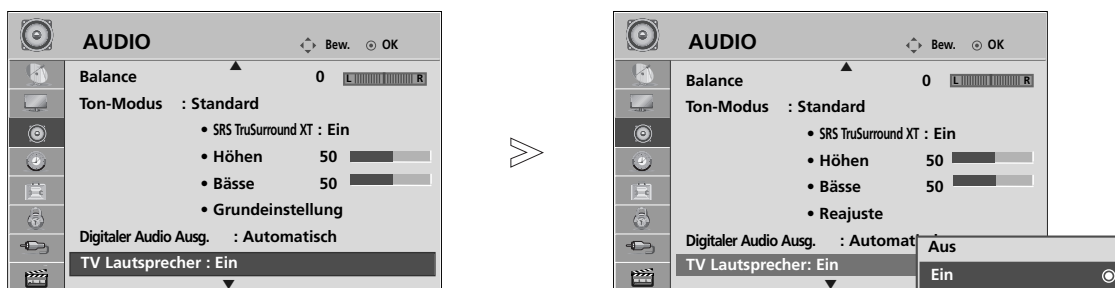 AUDIO
Bew. OK
Balance 0 L R
Ton-Modus : Standard
• SRS TruSurround XT : Ein
• Höhen 50
• Bässe 50
• Grundeinstellung
Digitaler Audio Ausg. : Automatisch
TV Lautsprecher : Ein
>
AUDIO
Bew. OK
Balance 0 L R
Ton-Modus : Standard
• SRS TruSurround XT : Ein
• Höhen 50
• Bässe 50
• Reajuste
Digitaler Audio Ausg. :
TV Lautsprecher: Ein
Aus
Ein